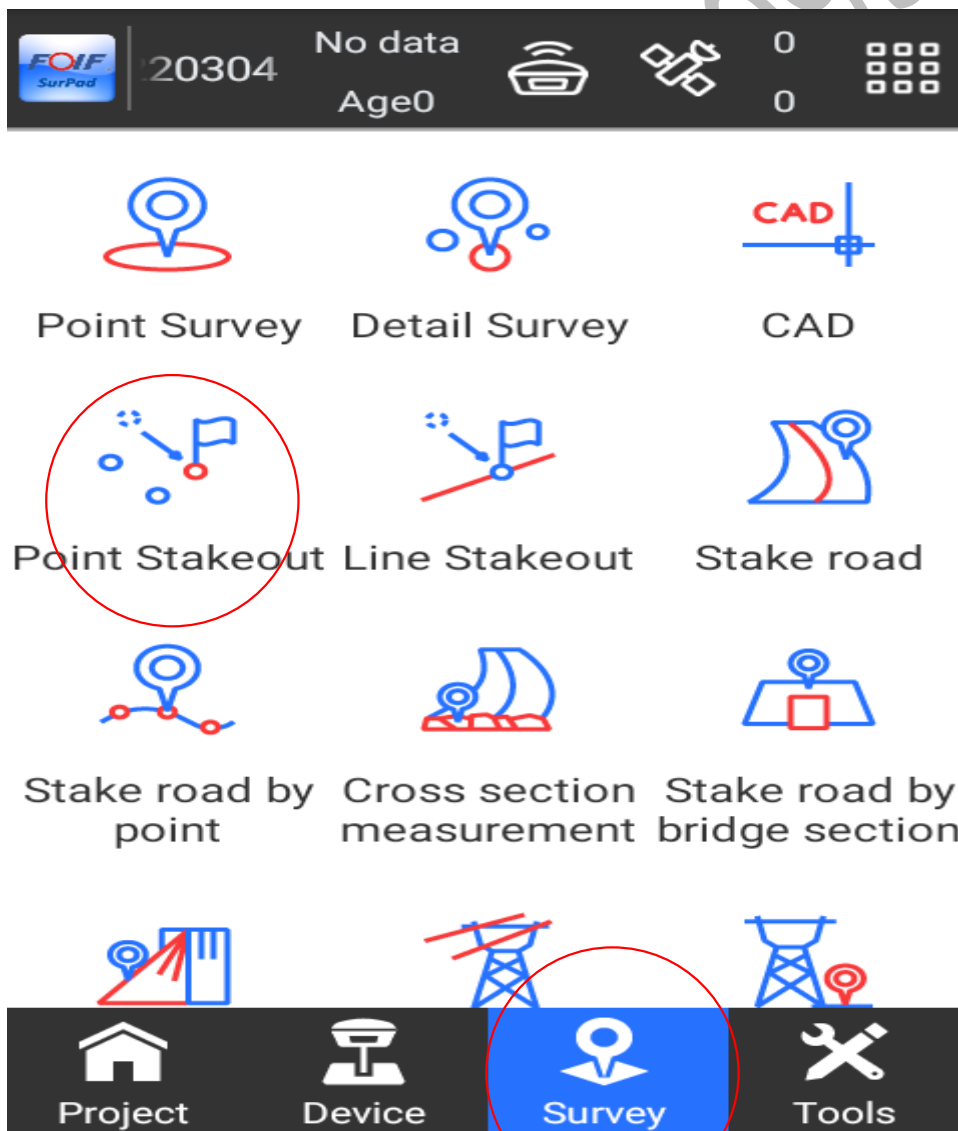 FOIF
SurPad
20304
No data
Age0
0
0
Point Survey
Detail Survey
CAD
CAD
Point Stakeout
Line Stakeout
Stake road
Stake road by
point
Cross section
measurement
Stake road by
bridge section
Project
Device
Survey
Tools